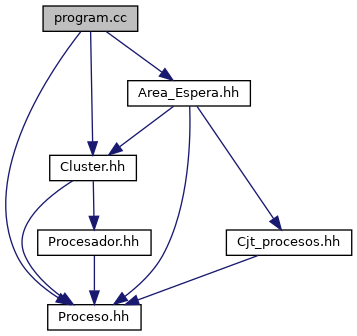 program.cc
Area_Espera.hh
Cluster.hh
Procesador.hh
Cjt_procesos.hh
Proceso.hh